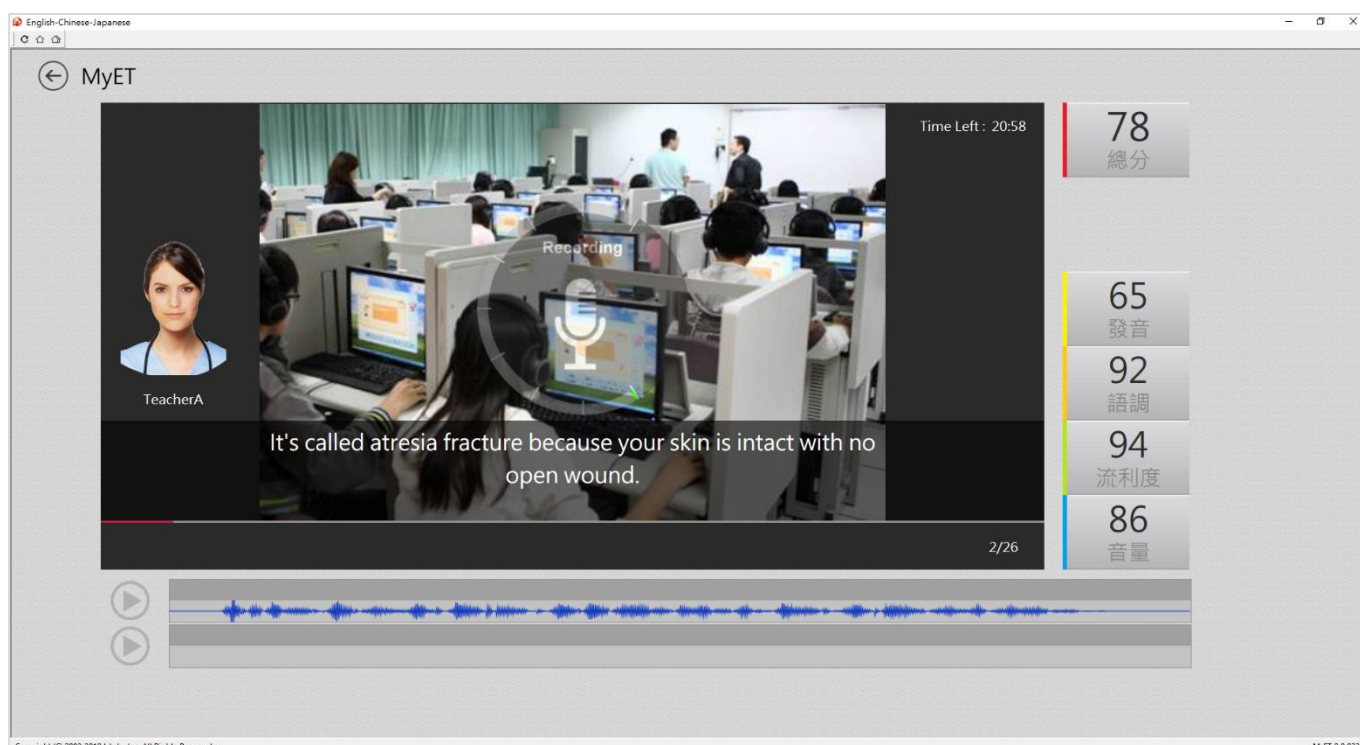 English-Chinese-Japanese
MyET
Time Left : 20:58
Recording
TeacherA
It's called atresia fracture because your skin is intact with no
open wound.
2/26
78
總分
65
發音
92
語調
94
流利度
86
音量